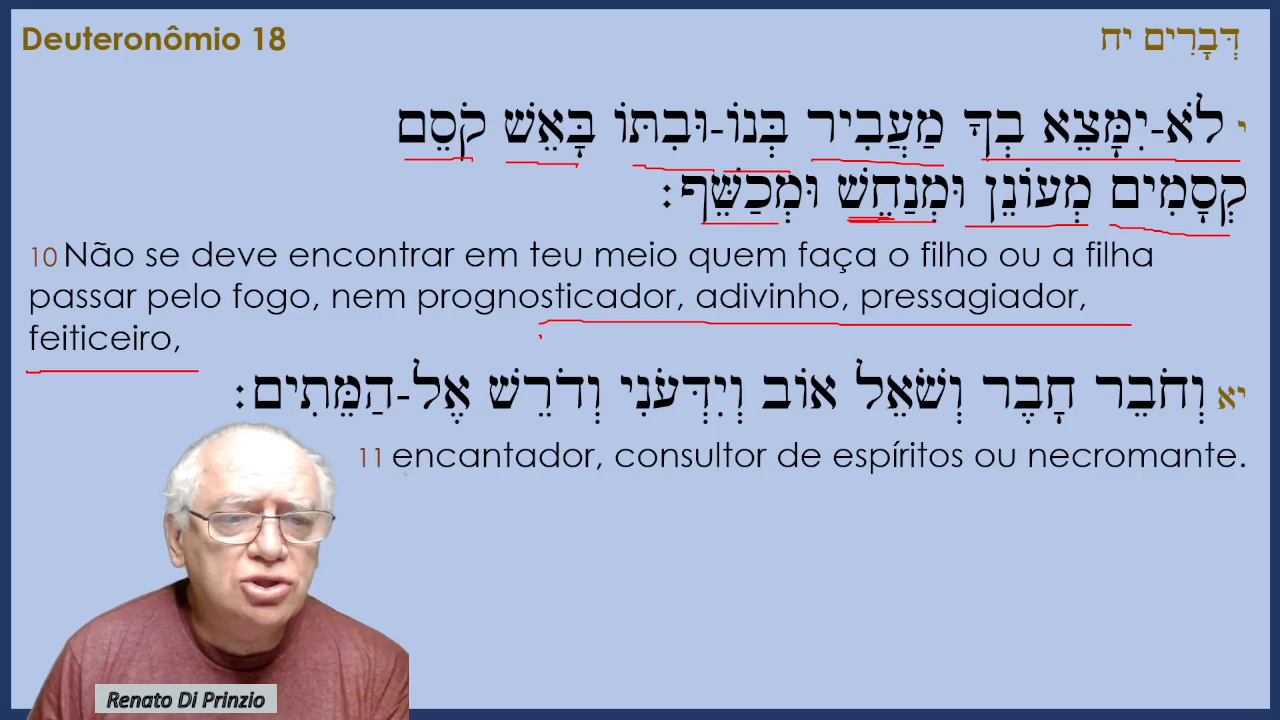 Deuteronômio 18
דְּבָרִים יח
י לֹא-יִמָּצֵא בְךָ מַעֲבִיר בְּנוֹ-וּבִתּוֹ בָּאֵשׁ קֹסֵם
קְסָמִים מְעוֹנֵן וּמְנַחֵשׁ וּמְכַשֵּׁף:
10 Não se deve encontrar em teu meio quem faça o filho ou a filha
passar pelo fogo, nem prognosticador, adivinho, pressagiador,
feiticeiro,
יא וְחֹבֵר חָבֶר וְשֹׁאֵל אוֹב וְיִדְּעֹנִי וְדֹרֵשׁ אֶל-הַמֵּתִים:
11 encantador, consultor de espíritos ou necromante.
Renato Di Prinzio